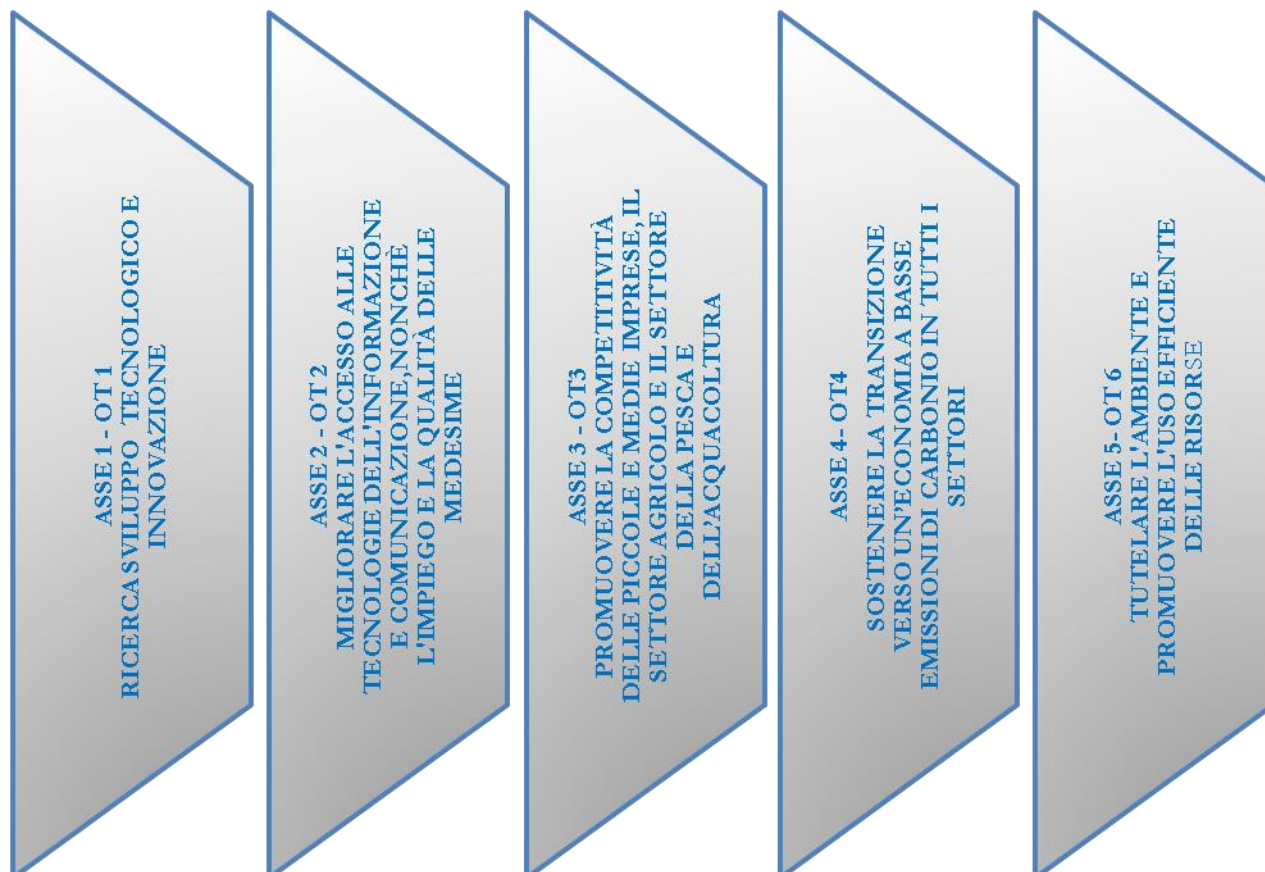 ASSE 1 - OT 1
RICERCA SVILUPPO TECNOLOGICO E
INNOVAZIONE
ASSE 2 - OT 2
MIGLIORARE L'ACCESSO ALLE
TECNOLOGIE DELL'INFORMAZIONE
E COMUNICAZIONE, NONCHÈ
L'IMPIEGO E LA QUALITÀ DELLE
MEDESIME
ASSE 3 - OT3
PROMUOVERE LA COMPETITIVITÀ
DELLE PICCOLE E MEDIE IMPRESE, IL
SETTORE AGRICOLO E IL SETTORE
DELLA PESCA E
DELL'ACQUACOLTURA
ASSE 4- OT4
SOSTENERE LA TRANSIZIONE
VERSO UN'ECONOMIA A BASSE
EMISSIONI DI CARBONIO IN TUTTI I
SETTORI
ASSE 5- OT 6
TUTELARE L'AMBIENTE E
PROMUOVERE L'USO EFFICIENTE
DELLE RISORSE